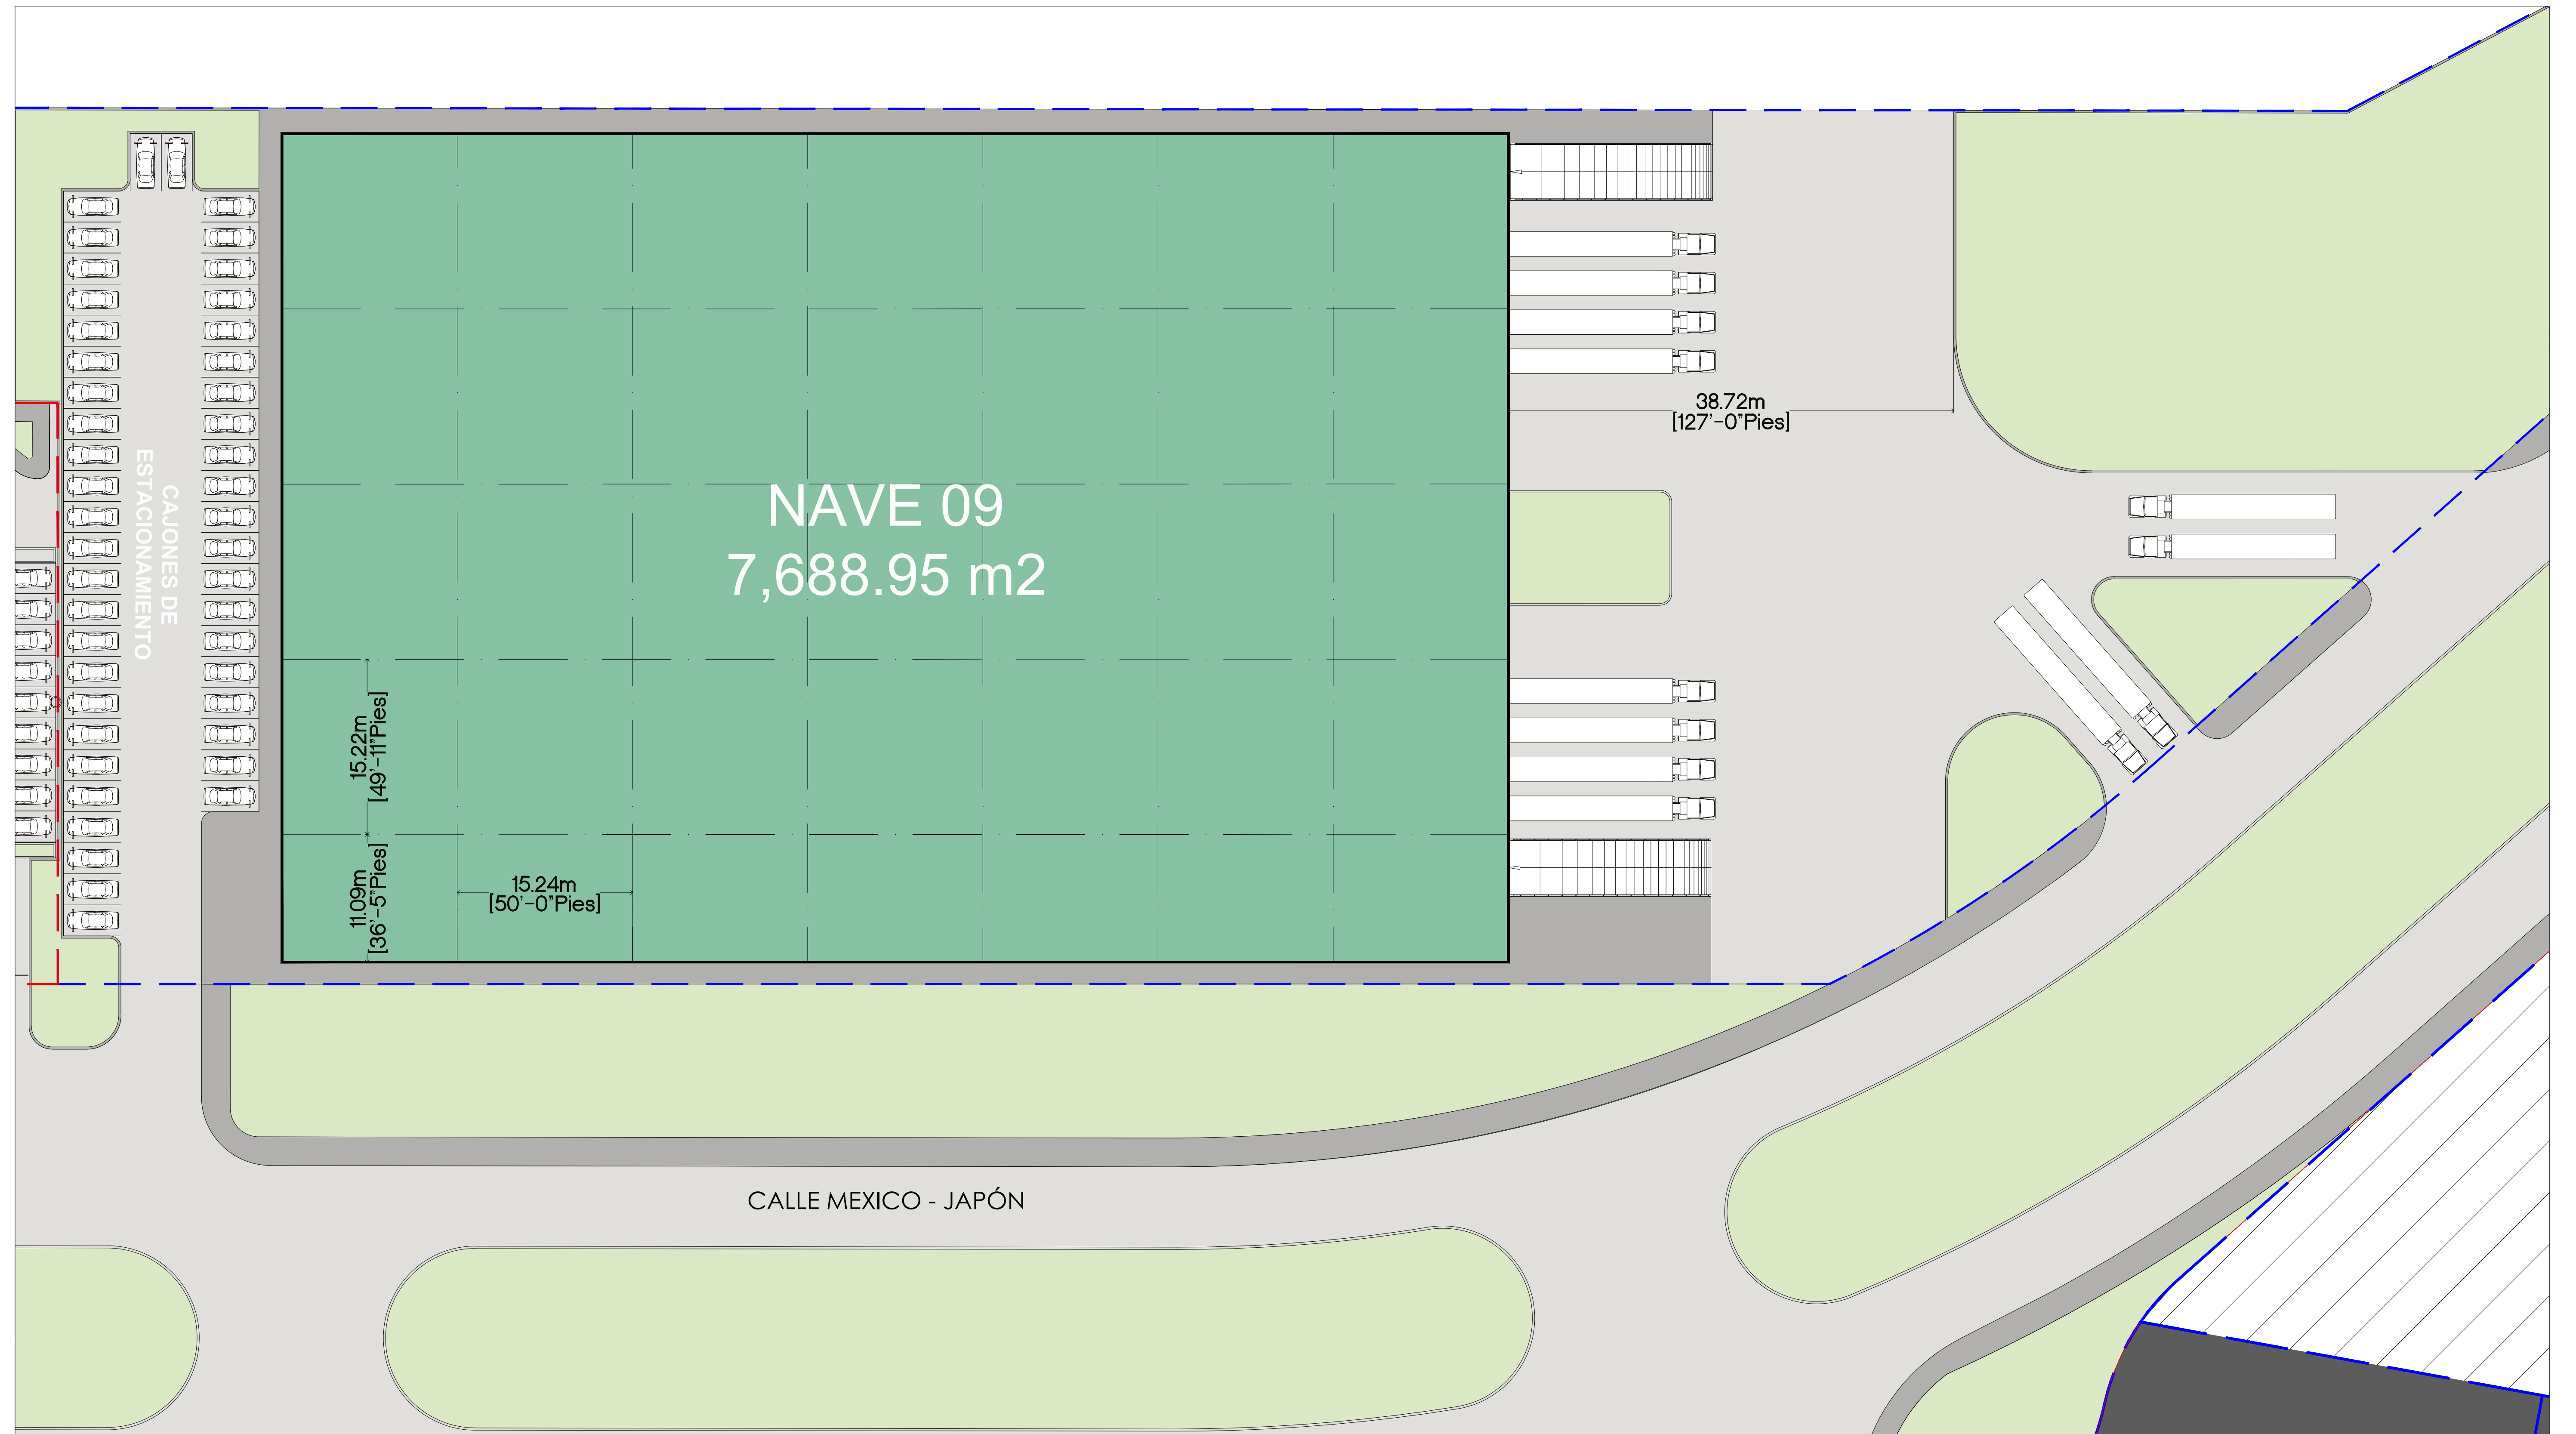 38.72m
[127'-0"Pies]
CAJONES DE
ESTACIONAMIENTO
NAVE 09
7,688.95 m2
15.22m
[49'-11"Pies]
11.09m
[36'-5"Pies]
15.24m
[50'-0"Pies]
CALLE MEXICO - JAPÓN